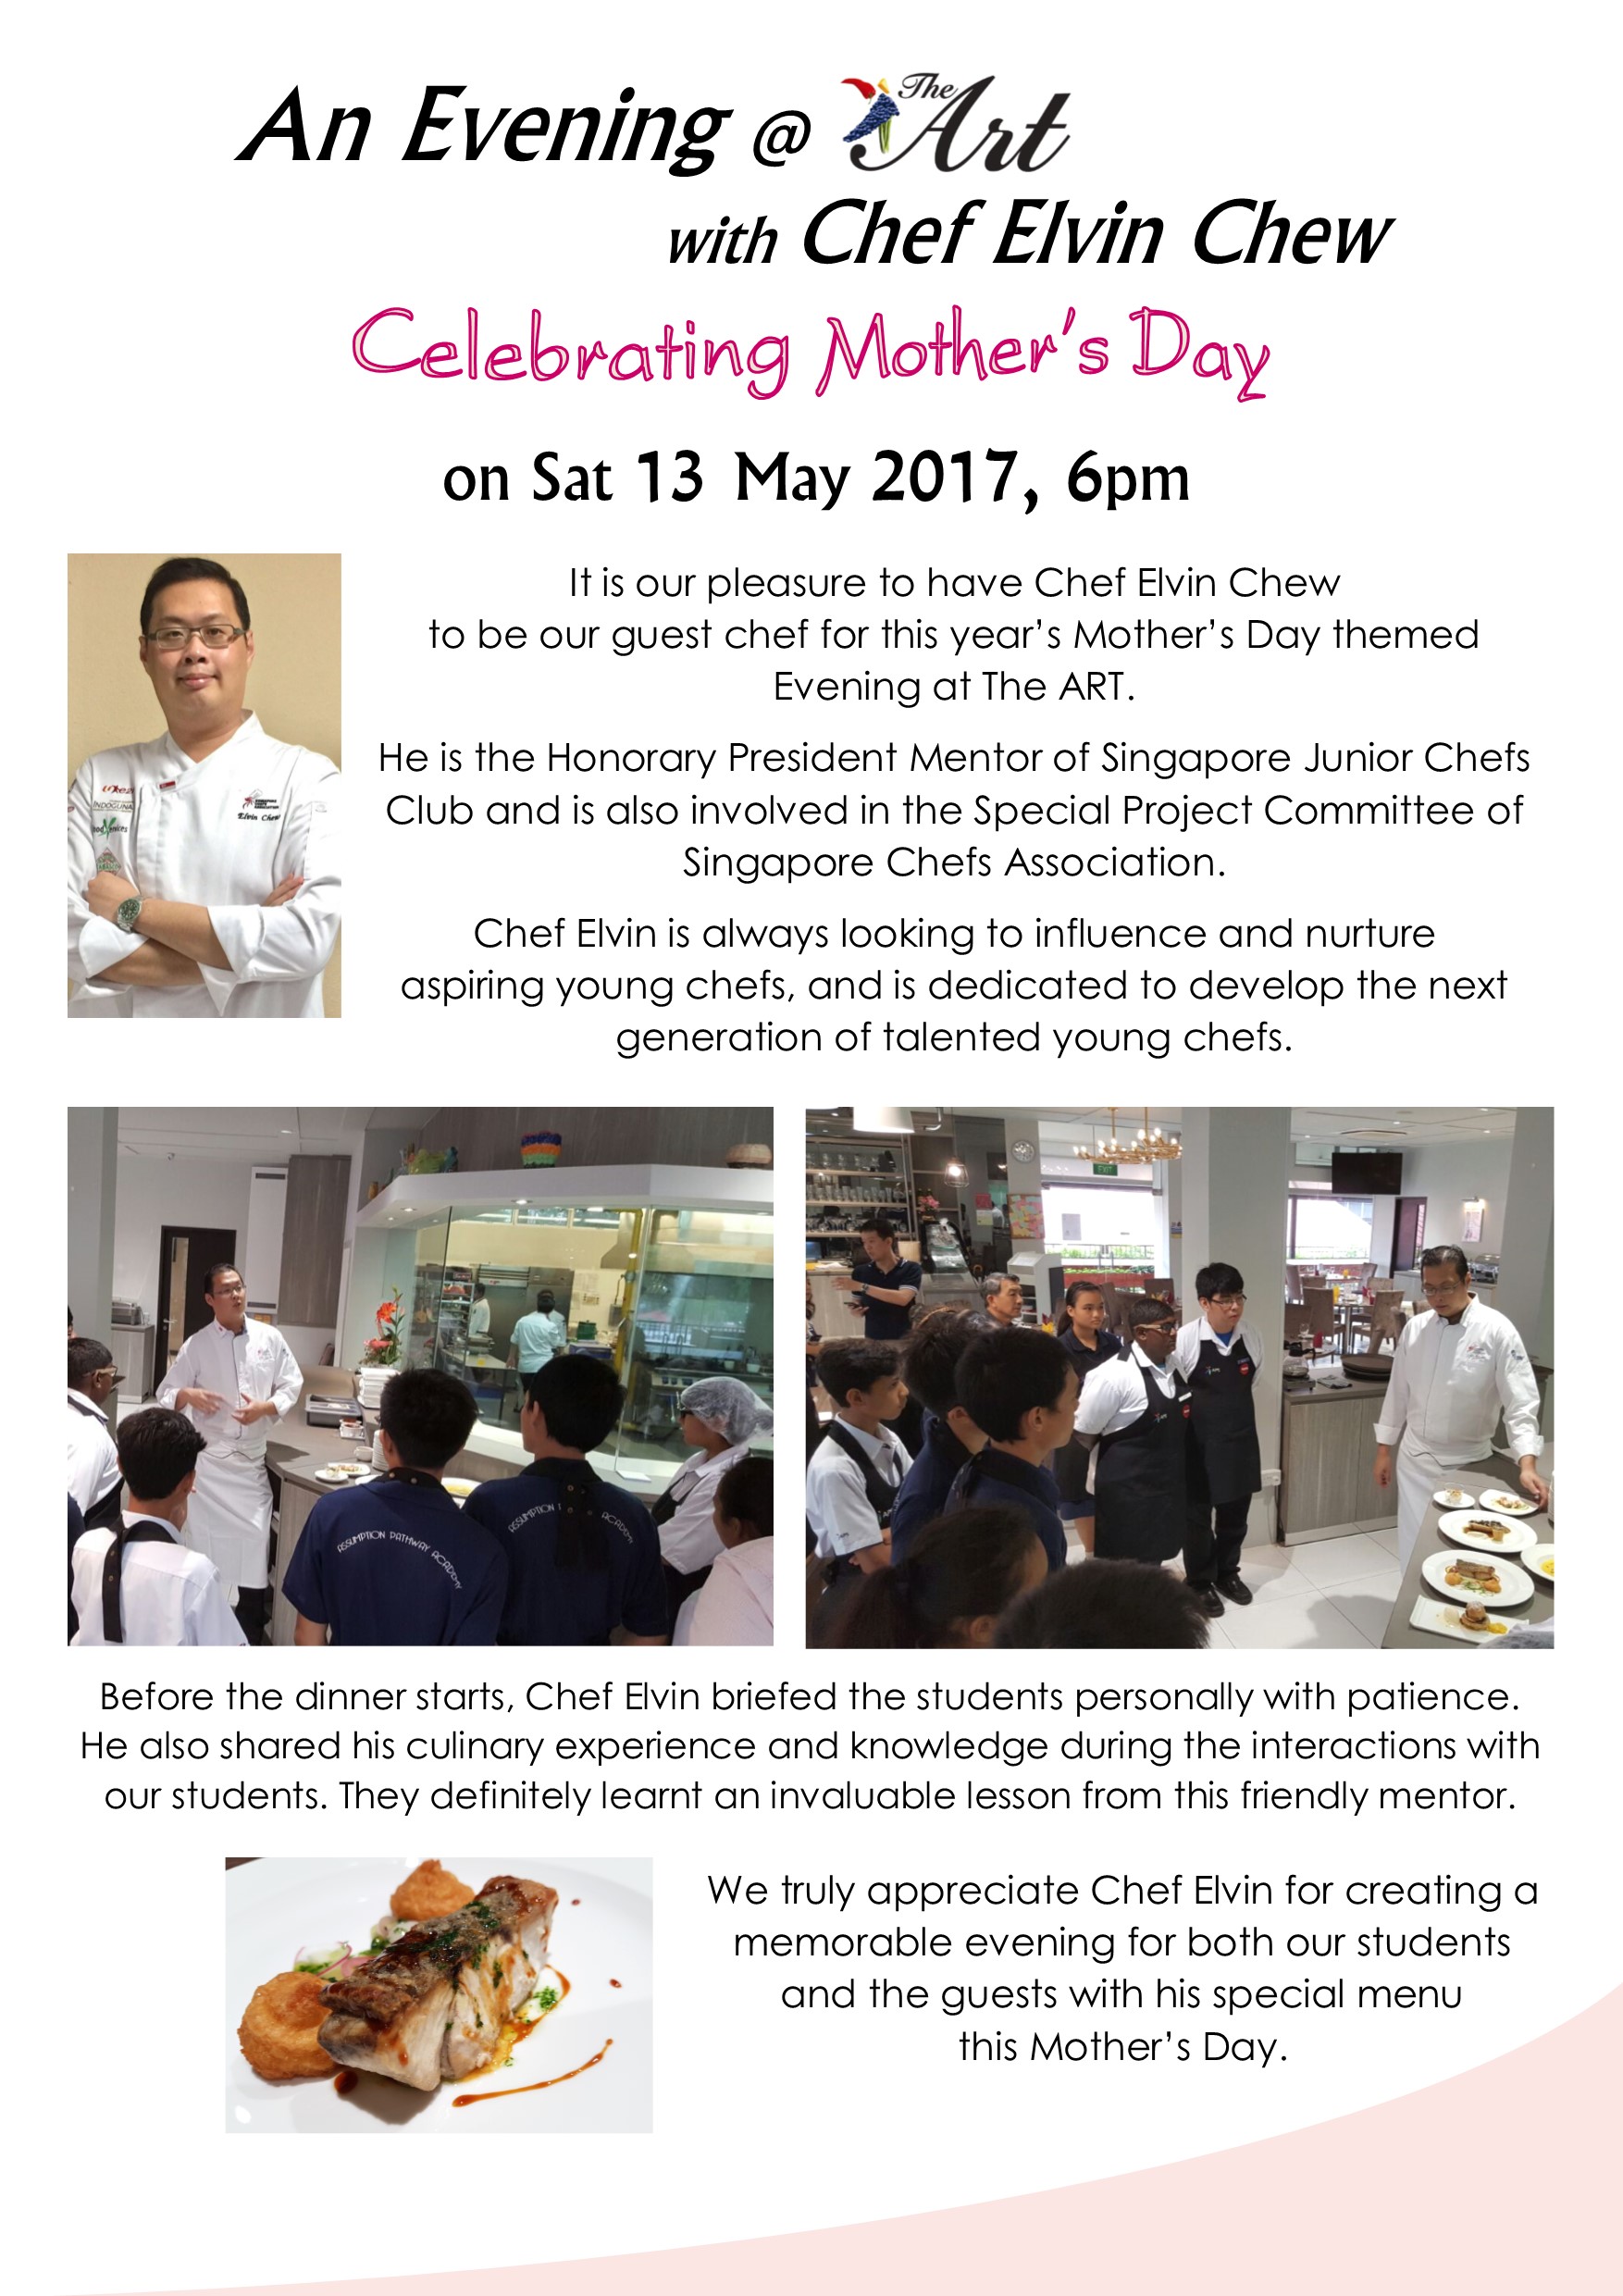 An Evening @ The Art
with Chef Elvin Chew
Celebrating Mother's Day
on Sat 13 May 2017, 6pm
It is our pleasure to have Chef Elvin Chew
to be our guest chef for this year's Mother's Day themed
Evening at The ART.
He is the Honorary President Mentor of Singapore Junior Chefs
Club and is also involved in the Special Project Committee of
Singapore Chefs Association.
Chef Elvin is always looking to influence and nurture
aspiring young chefs, and is dedicated to develop the next
generation of talented young chefs.
INDOGUNA
Elvin Chew
ASSUMPTION PATHWAY ACADEMY
ASSUMPTION
ACADEMY
EXIT
Before the dinner starts, Chef Elvin briefed the students personally with patience.
He also shared his culinary experience and knowledge during the interactions with
our students. They definitely learnt an invaluable lesson from this friendly mentor.
We truly appreciate Chef Elvin for creating a
memorable evening for both our students
and the guests with his special menu
this Mother's Day.